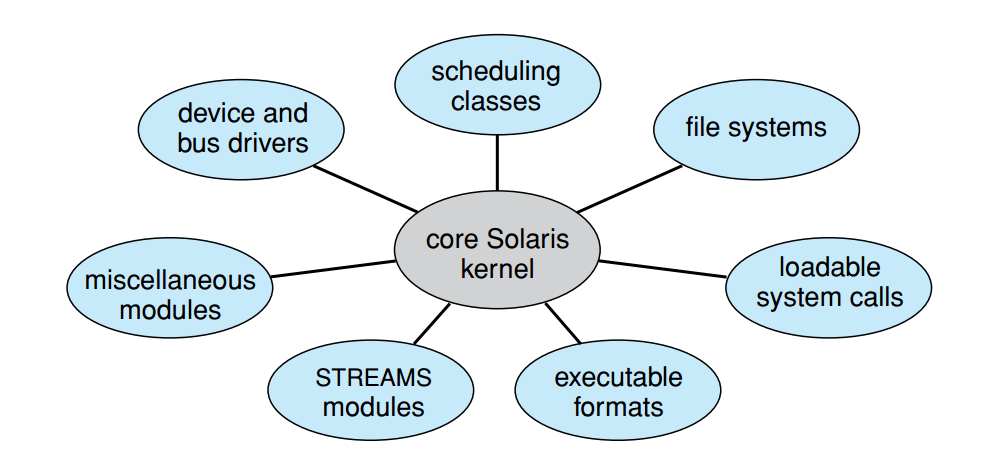 scheduling
classes
device and
bus drivers
file systems
core Solaris
kernel
miscellaneous
modules
loadable
system calls
STREAMS
modules
executable
formats